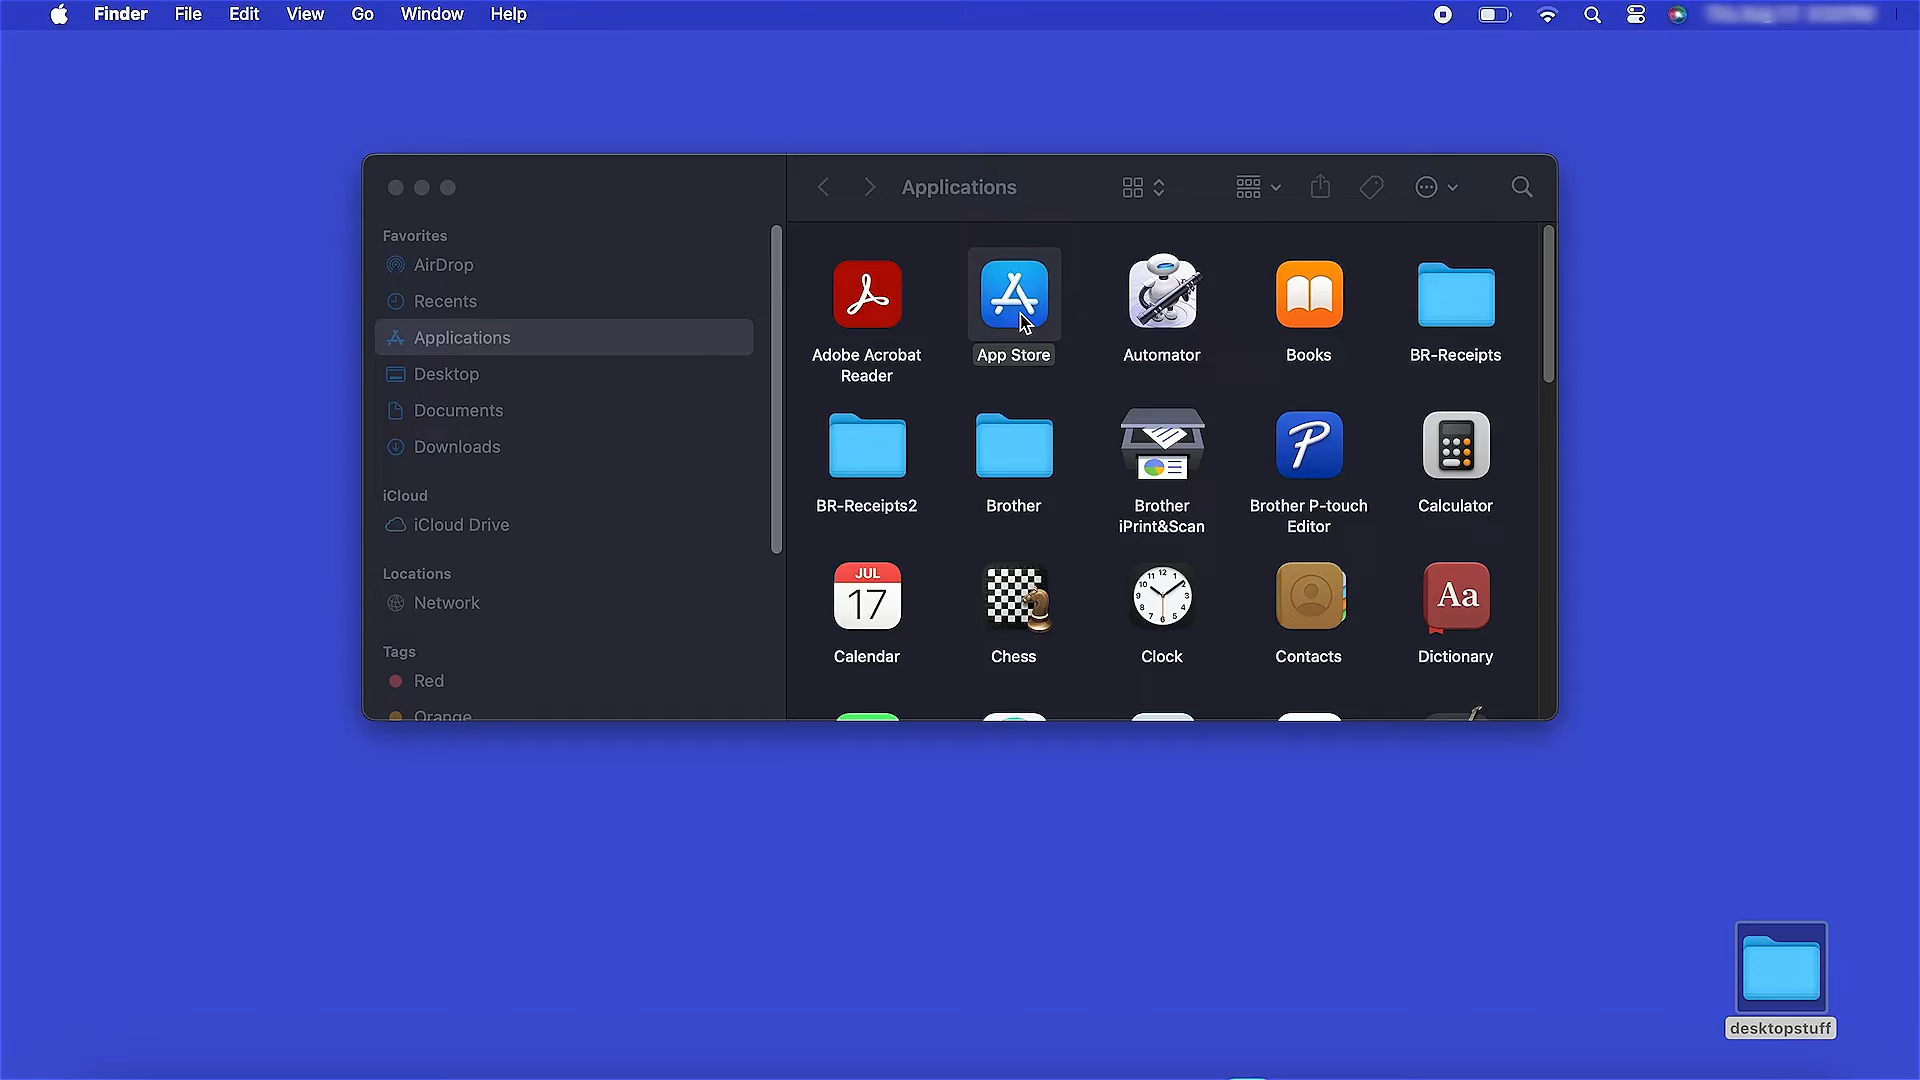 Finder File Edit View Go Window Help
Applications
Favorites
AirDrop
Recents
Applications
Desktop
Documents
Downloads
iCloud
iCloud Drive
Locations
Network
Tags
Red
Orange
Adobe Acrobat
Reader
App Store
Automator
Books
BR-Receipts
BR-Receipts2
Brother
Brother
iPrint&Scan
Brother P-touch
Editor
Calculator
JUL
17
Calendar
Chess
Clock
Contacts
Aa
Dictionary
desktopstuff